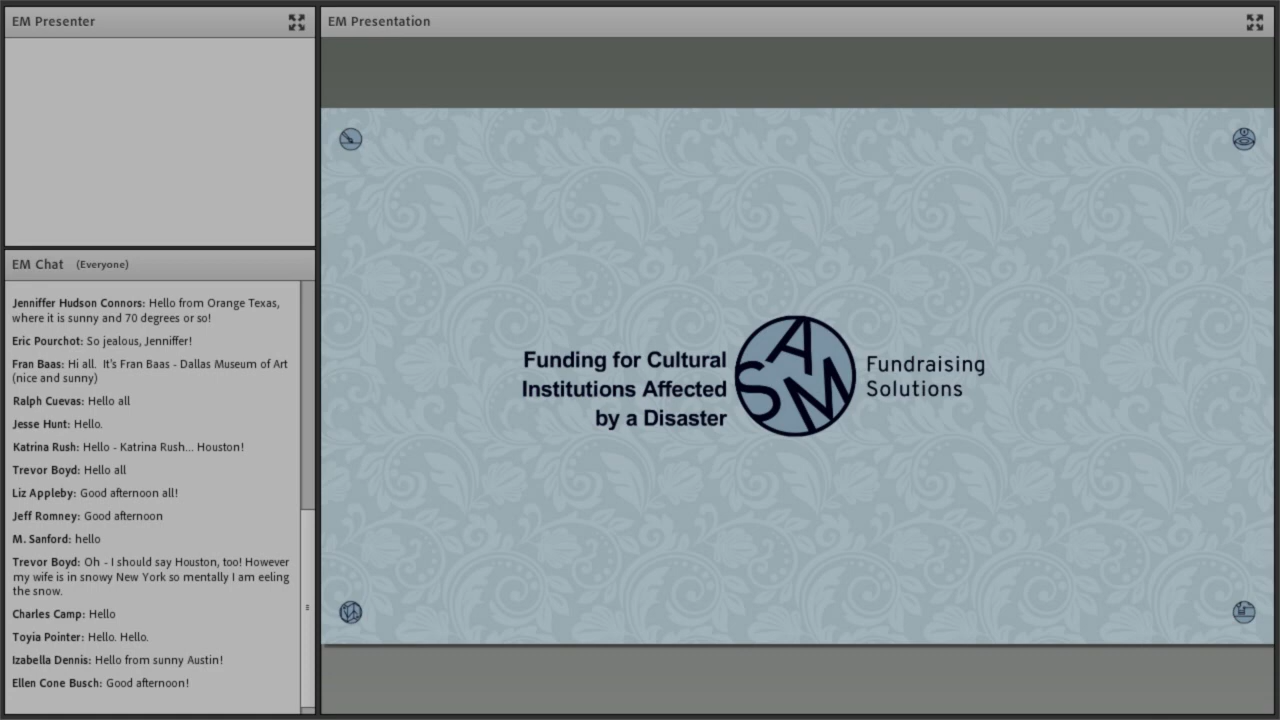 EM Presenter
EM Chat (Everyone)
Jenniffer Hudson Connors: Hello from Orange Texas,
where it is sunny and 70 degrees or so!
Eric Pourchot: So jealous, Jenniffer!
Fran Baas: Hi all. It's Fran Baas - Dallas Museum of Art
(nice and sunny)
Ralph Cuevas: Hello all
Jesse Hunt: Hello.
Katrina Rush: Hello - Katrina Rush... Houston!
Trevor Boyd: Hello all
Liz Appleby: Good afternoon all!
Jeff Romney: Good afternoon
M. Sanford: hello
Trevor Boyd: Oh - I should say Houston, too! However
my wife is in snowy New York so mentally I am eeling
the snow.
Charles Camp: Hello
Toyia Pointer: Hello. Hello.
Izabella Dennis: Hello from sunny Austin!
Ellen Cone Busch: Good afternoon!
EM Presentation
Funding for Cultural
Institutions Affected
by a Disaster
SAM
Fundraising
Solutions